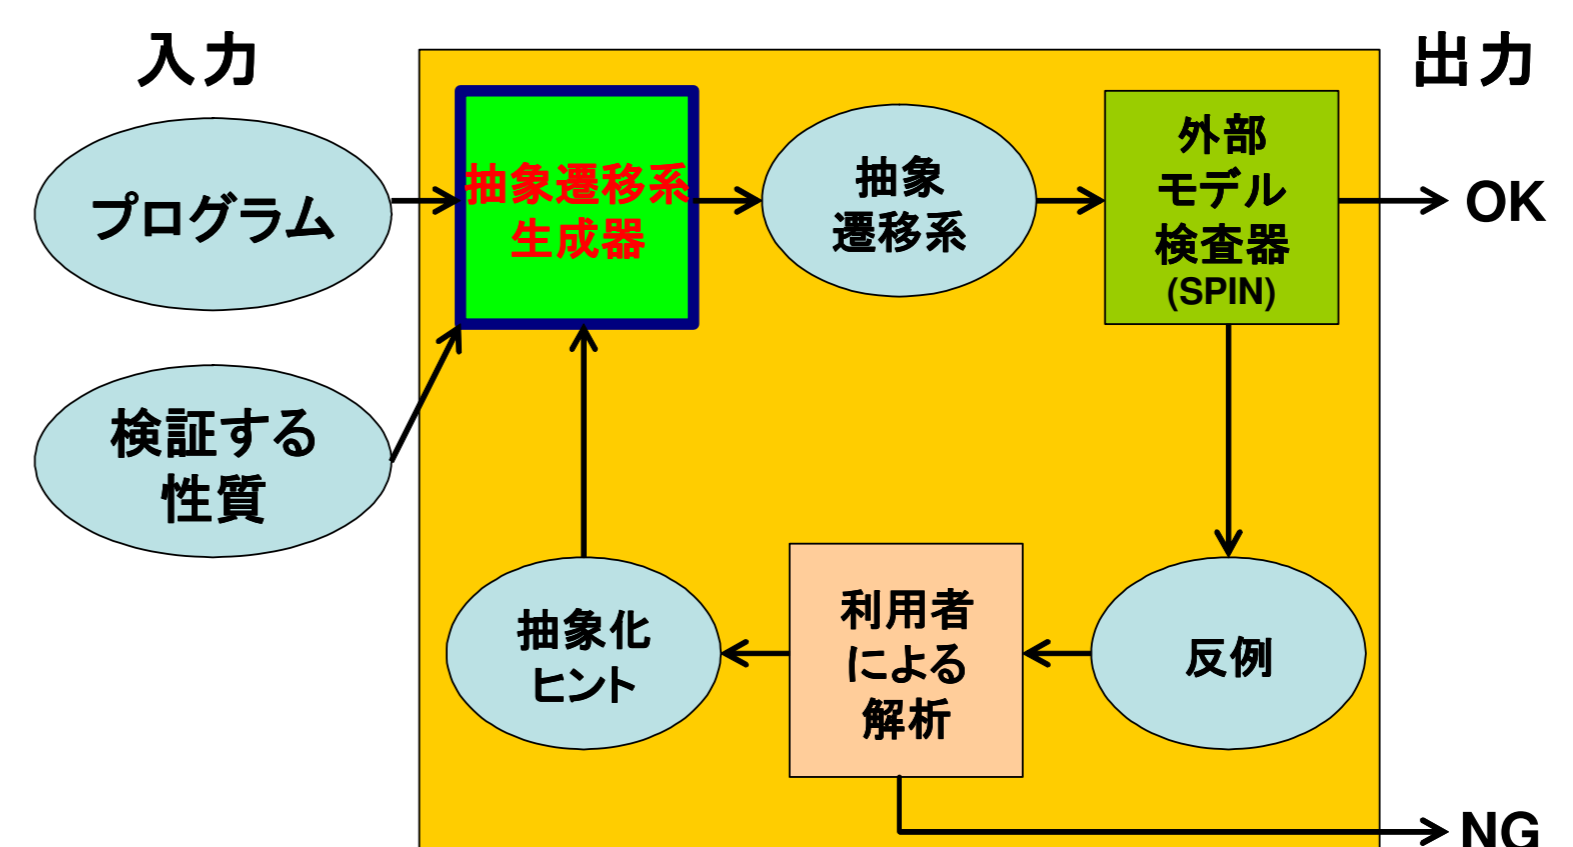 入力
出力
プログラム
抽象遷移系
生成器
抽象
遷移系
外部
モデル
検査器
(SPIN)
OK
検証する
性質
抽象化
ヒント
利用者
による
解析
反例
NG